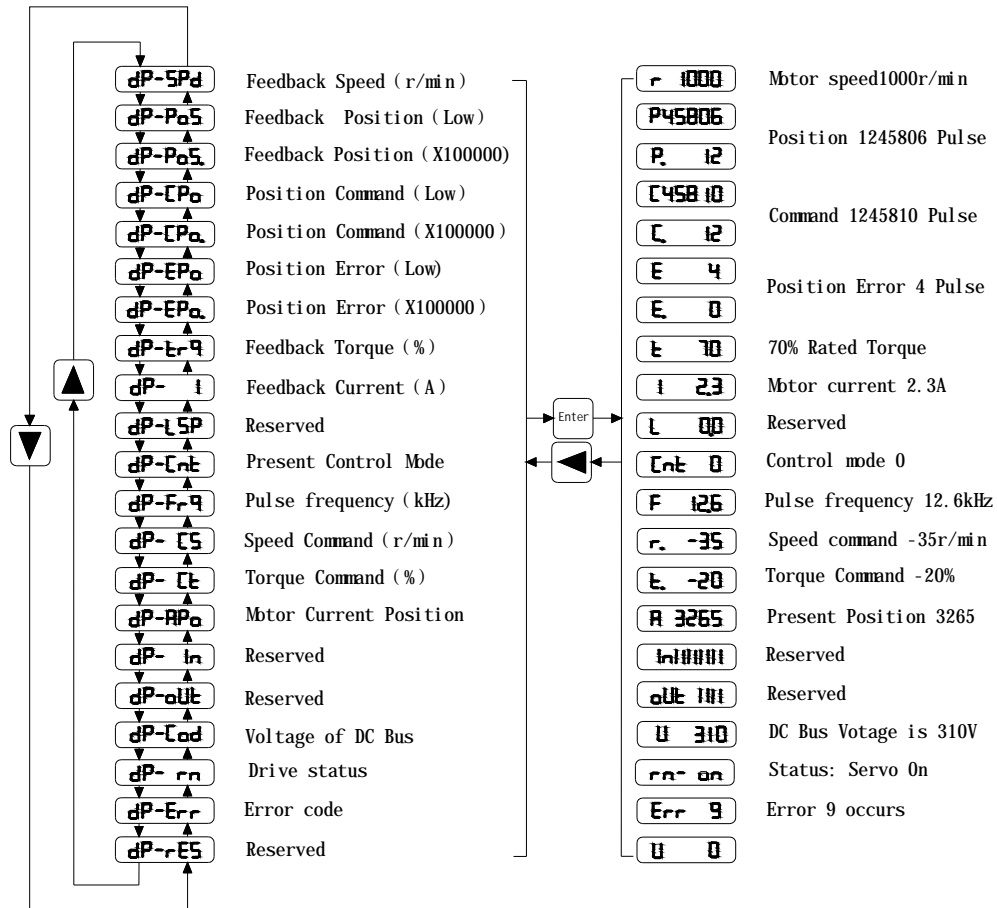 dP-SPd Feedback Speed (r/min) r 1000 Motor speed1000r/min
dP-PoS Feedback Position (Low) P45806
Position 1245806 Pulse
dP-PoS. Feedback Position (X100000) P. 12
dP-CPo Position Command (Low) C45810
Command 1245810 Pulse
dP-CPo. Position Command (X100000) C. 12
dP-EPo Position Error (Low) E 4
Position Error 4 Pulse
dP-EPo. Position Error (X100000) E. 0
dP-trq Feedback Torque (%) t 70 70% Rated Torque
dP- I Feedback Current (A) I 2.3 Motor current 2.3A
dP-LSP Reserved L 0.0 Reserved
Enter
dP-Cnt Present Control Mode Cnt 0 Control mode 0
dP-Frq Pulse frequency (kHz) F 12.6 Pulse frequency 12.6kHz
dP- CS Speed Command (r/min) r. -35 Speed command -35r/min
dP- Ct Torque Command (%) t. -20 Torque Command -20%
dP-APo Motor Current Position A 3265 Present Position 3265
dP- In Reserved Reserved
dP-oUt Reserved oUt Reserved
dP-Cod Voltage of DC Bus U 310 DC Bus Votage is 310V
dP- rn Drive status rn- on Status: Servo On
dP-Err Error code Err 9 Error 9 occurs
dP-rES Reserved U 0